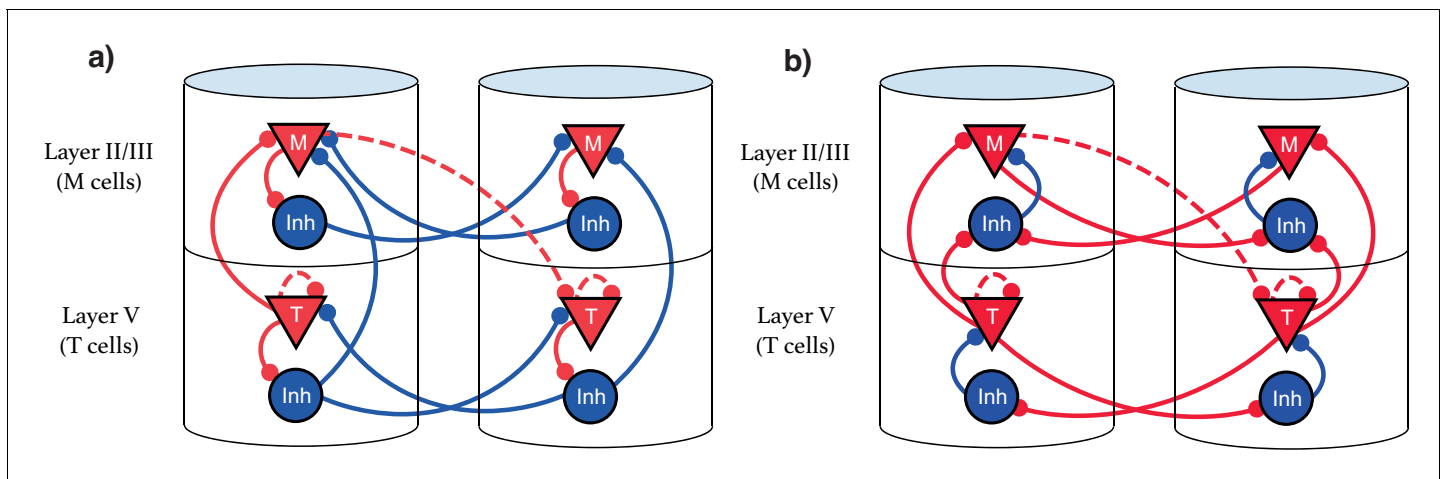 a)
Layer II/III
(M cells)
M
M
Inh
Inh
Layer V
(T cells)
T
T
Inh
Inh
b)
Layer II/III
(M cells)
M
M
Inh
Inh
Layer V
(T cells)
T
T
Inh
Inh